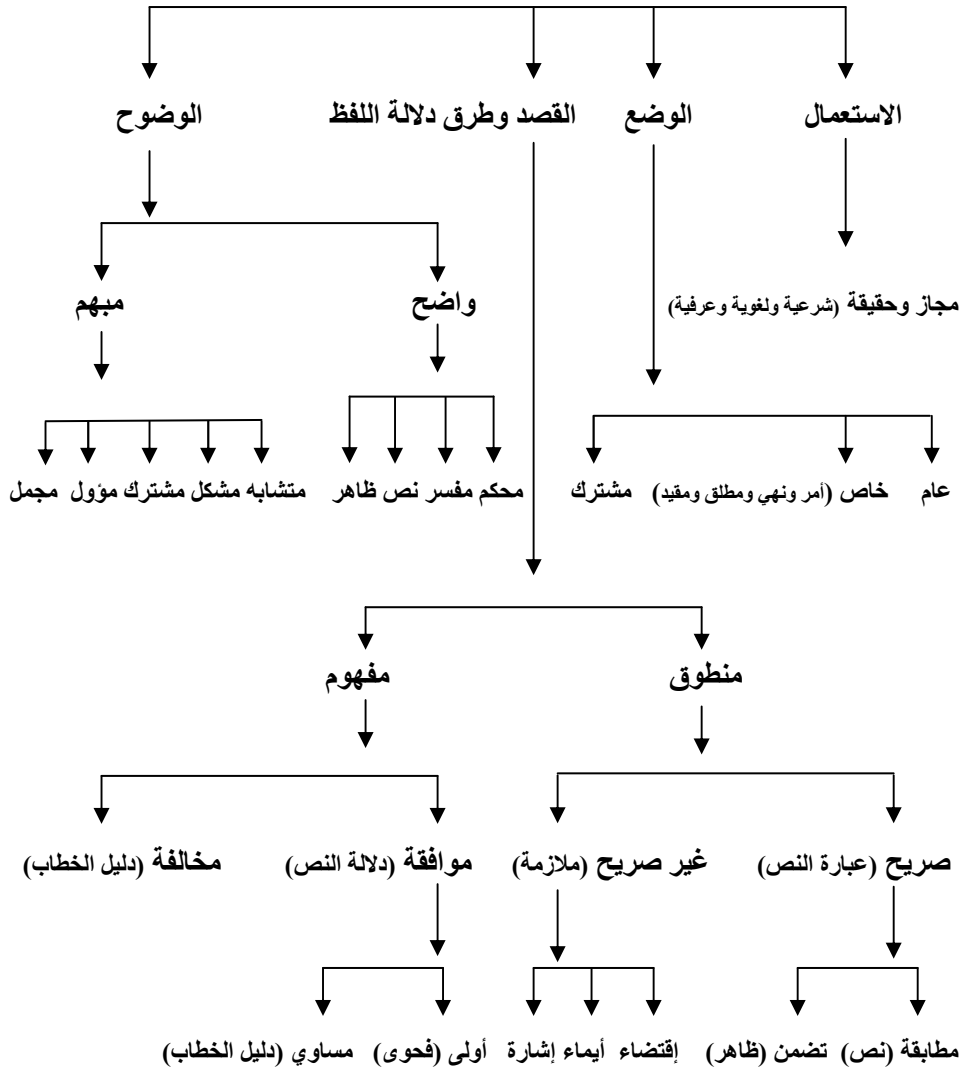 الاستعمال الوضع القصد وطرق دلالة اللفظ الوضوح
واضح مبهم
مجاز وحقيقة (شرعية ولغوية وعرفية)
عام خاص (أمر ونهي ومطلق ومقيد) مشترك محكم مفسر نص ظاهر متشابه مشكل مشترك مؤول مجمل
منطوق مفهوم
صريح (عبارة النص) غير صريح (ملازمة) موافقة (دلالة النص) مخالفة (دليل الخطاب)
مطابقة (نص) تضمن (ظاهر) إقتضاء أيماء إشارة أولى (فحوى) مساوي (دليل الخطاب)